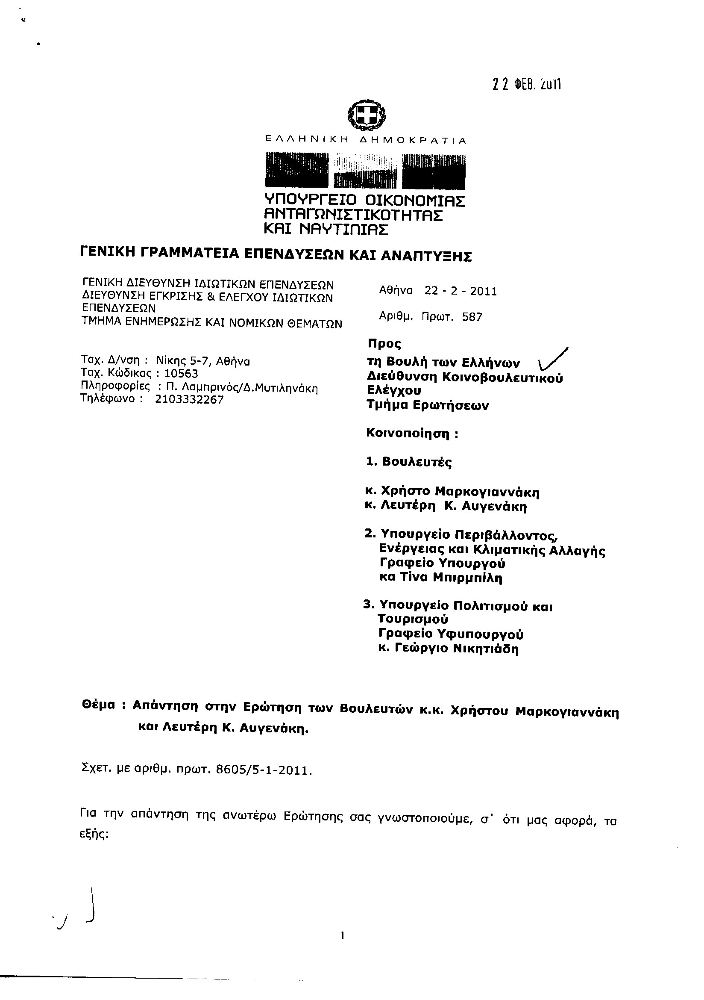 22 ΦΕΒ. 2011
ΕΛΛΗΝΙΚΗ ΔΗΜΟΚΡΑΤΙΑ
ΥΠΟΥΡΓΕΙΟ ΟΙΚΟΝΟΜΙΑΣ
ΑΝΤΑΓΩΝΙΣΤΙΚΟΤΗΤΑΣ
ΚΑΙ ΝΑΥΤΙΛΙΑΣ
ΓΕΝΙΚΗ ΓΡΑΜΜΑΤΕΙΑ ΕΠΕΝΔΥΣΕΩΝ ΚΑΙ ΑΝΑΠΤΥΞΗΣ
ΓΕΝΙΚΗ ΔΙΕΥΘΥΝΣΗ ΙΔΙΩΤΙΚΩΝ ΕΠΕΝΔΥΣΕΩΝ
ΔΙΕΥΘΥΝΣΗ ΕΓΚΡΙΣΗΣ & ΕΛΕΓΧΟΥ ΙΔΙΩΤΙΚΩΝ
ΕΠΕΝΔΥΣΕΩΝ
ΤΜΗΜΑ ΕΝΗΜΕΡΩΣΗΣ ΚΑΙ ΝΟΜΙΚΩΝ ΘΕΜΑΤΩΝ
Αθήνα 22 - 2 - 2011
Αριθμ. Πρωτ. 587
Ταχ. Δ/νση : Νίκης 5-7, Αθήνα
Ταχ. Κώδικας : 10563
Πληροφορίες : Π. Λαμπρινός/Δ.Μυτιληνάκη
Τηλέφωνο : 2103332267
Προς
τη Βουλή των Ελλήνων
Διεύθυνση Κοινοβουλευτικού
Ελέγχου
Τμήμα Ερωτήσεων
Κοινοποίηση :
1. Βουλευτές
κ. Χρήστο Μαρκογιαννάκη
κ. Λευτέρη Κ. Αυγενάκη
2. Υπουργείο Περιβάλλοντος,
Ενέργειας και Κλιματικής Αλλαγής
Γραφείο Υπουργού
κα Τίνα Μπιρμπίλη
3. Υπουργείο Πολιτισμού και
Τουρισμού
Γραφείο Υφυπουργού
κ. Γεώργιο Νικητιάδη
Θέμα : Απάντηση στην Ερώτηση των Βουλευτών κ.κ. Χρήστου Μαρκογιαννάκη
και Λευτέρη Κ. Αυγενάκη.
Σχετ. με αριθμ. πρωτ. 8605/5-1-2011.
Για την απάντηση της ανωτέρω Ερώτησης σας γνωστοποιούμε, σ' ότι μας αφορά, τα
εξής:
1